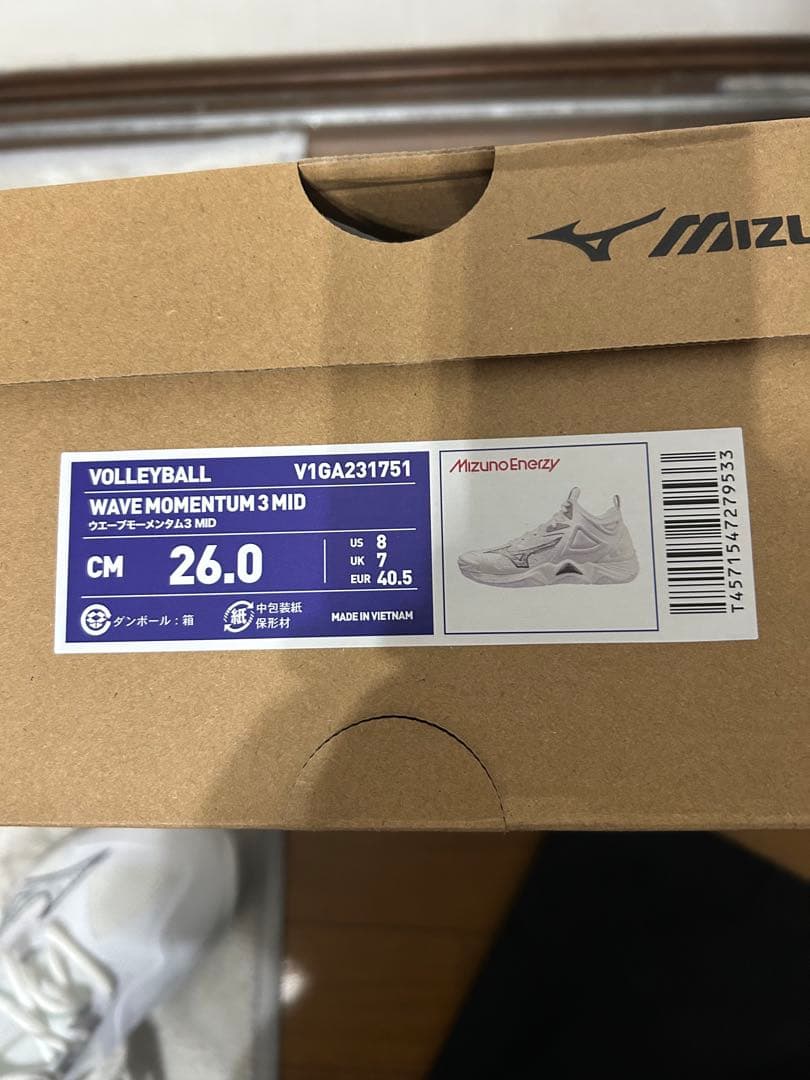 MIZU
VOLLEYBALL V1GA231751
WAVE MOMENTUM 3 MID
ウエーブモーメンタム3 MID
CM 26.0
US 8
UK 7
EUR 40.5
ダンボール:箱
紙
中包装紙
保形材
MADE IN VIETNAM
MIZUNO ENERZY
T4571547279533